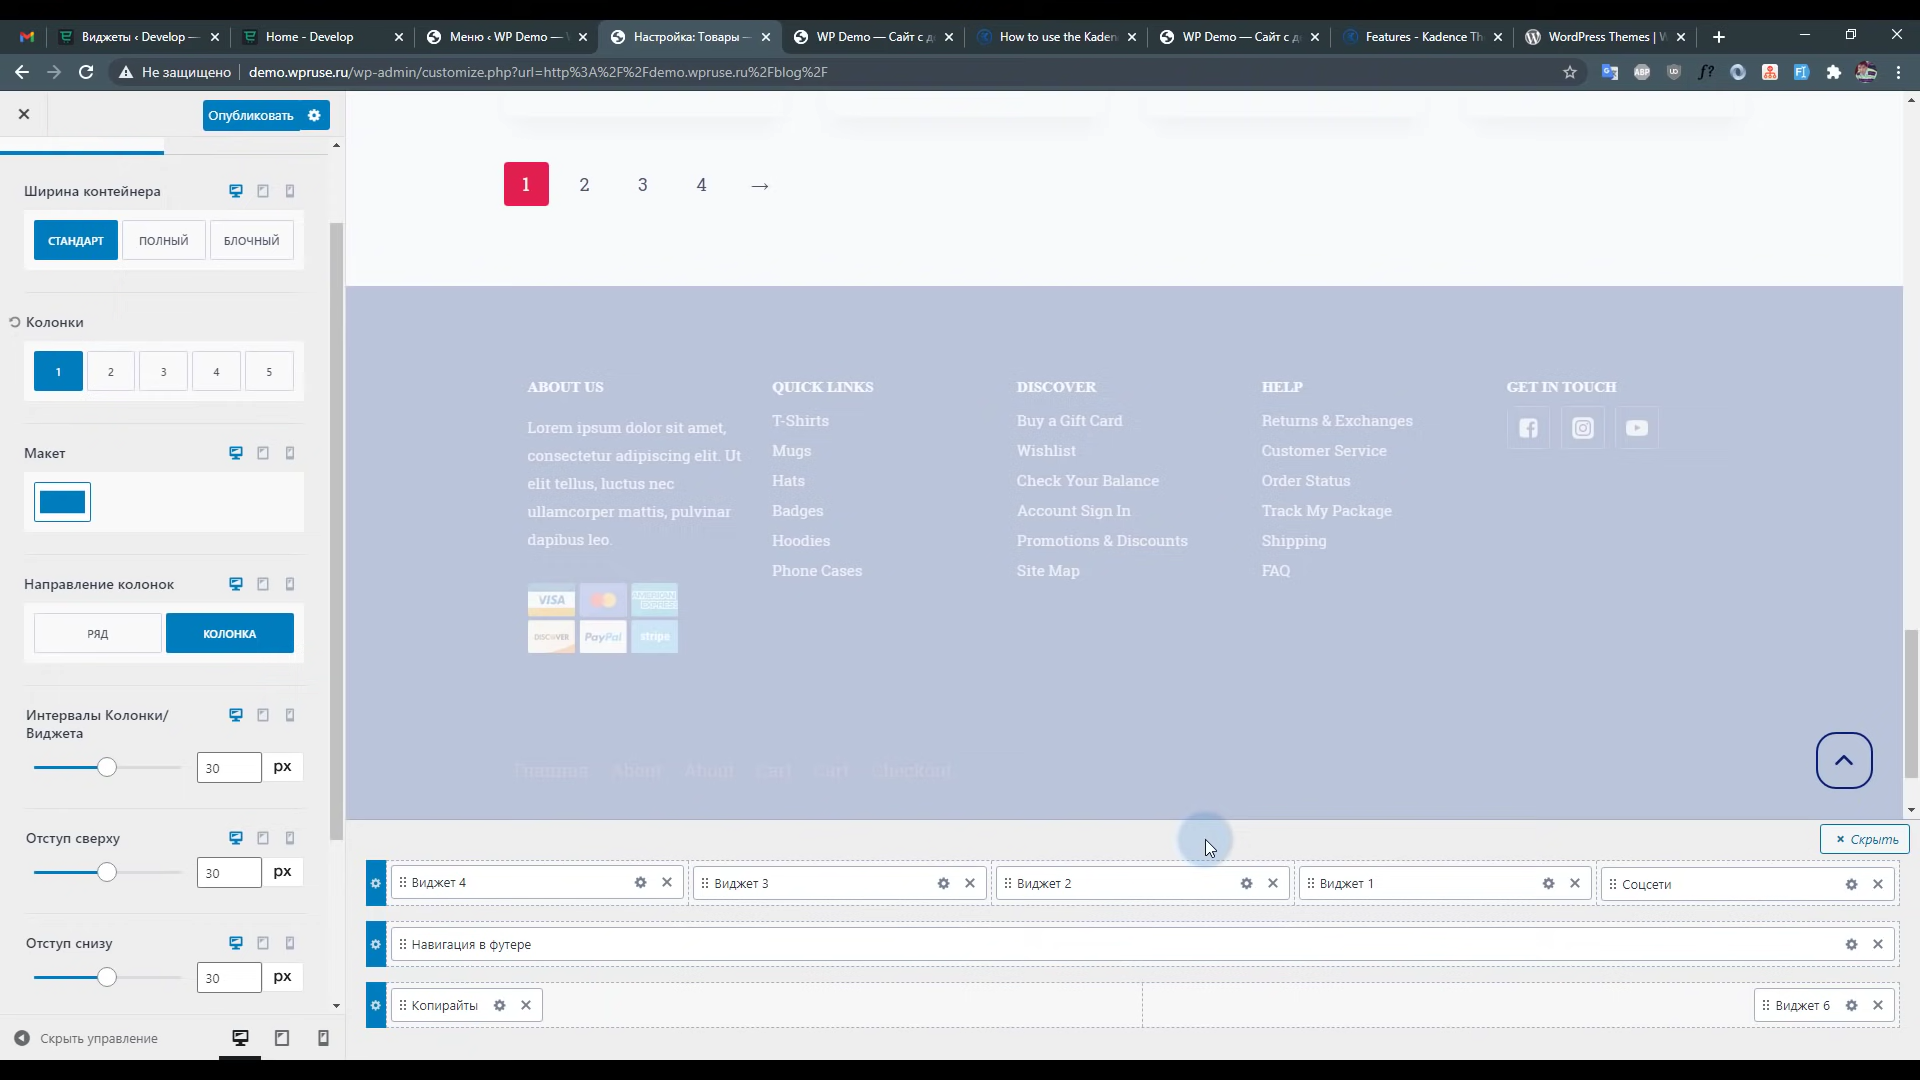 Виджеты ‹ Develop —
Home - Develop
Меню ‹ WP Demo —
Настройка: Товары —
WP Demo — Сайт с д
How to use the Kaden
WP Demo — Сайт с д
Features - Kadence Th
WordPress Themes | W
Не защищено
demo.wpruse.ru/wp-admin/customize.php?url=http%3A%2F%2Fdemo.wpruse.ru%2Fblog%2F
Опубликовать
Ширина контейнера
СТАНДАРТ
ПОЛНЫЙ
БЛОЧНЫЙ
Колонки
1
2
3
4
5
Макет
Направление колонок
РЯД
КОЛОНКА
Интервалы Колонки/
Виджета
30
px
Отступ сверху
30
px
Отступ снизу
30
px
Скрыть управление
1
2
3
4
→
ABOUT US
Lorem ipsum dolor sit amet,
consectetur adipiscing elit. Ut
elit tellus, luctus nec
ullamcorper mattis, pulvinar
dapibus leo.
VISA
AMERICAN EXPRESS
DISCOVER
PayPal
stripe
QUICK LINKS
T-Shirts
Mugs
Hats
Badges
Hoodies
Phone Cases
DISCOVER
Buy a Gift Card
Wishlist
Check Your Balance
Account Sign In
Promotions & Discounts
Site Map
HELP
Returns & Exchanges
Customer Service
Order Status
Track My Package
Shipping
FAQ
GET IN TOUCH
Главная About About Cart Cart Checkout
× Скрыть
Виджет 4
Виджет 3
Виджет 2
Виджет 1
Соцсети
Навигация в футере
Копирайты
Виджет 6